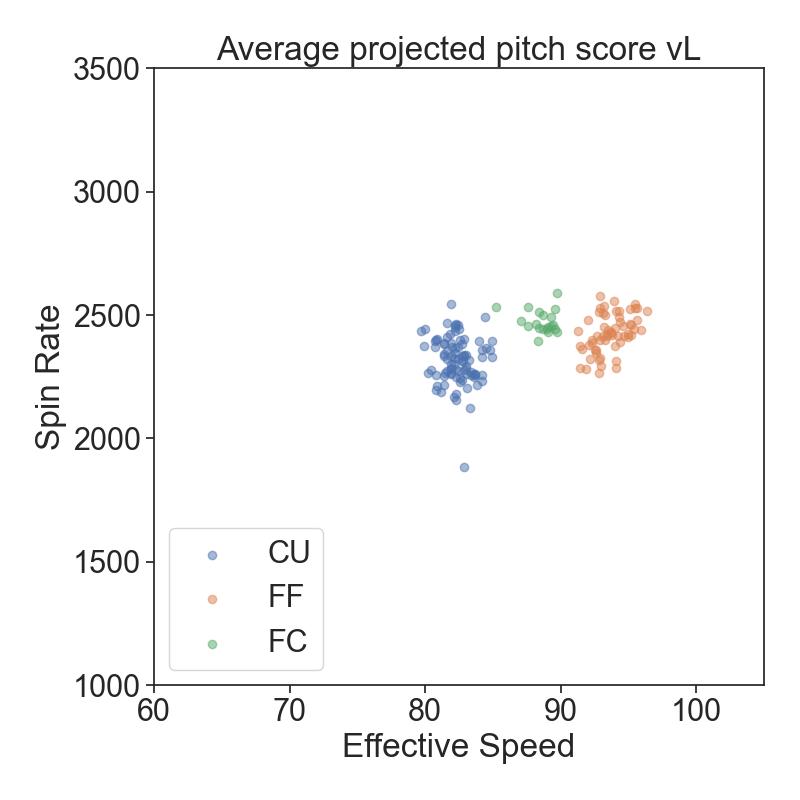 Average projected pitch score vL
3500
3000
2500
2000
1500
1000
Spin Rate
CU
FF
FC
60 70 80 90 100
Effective Speed